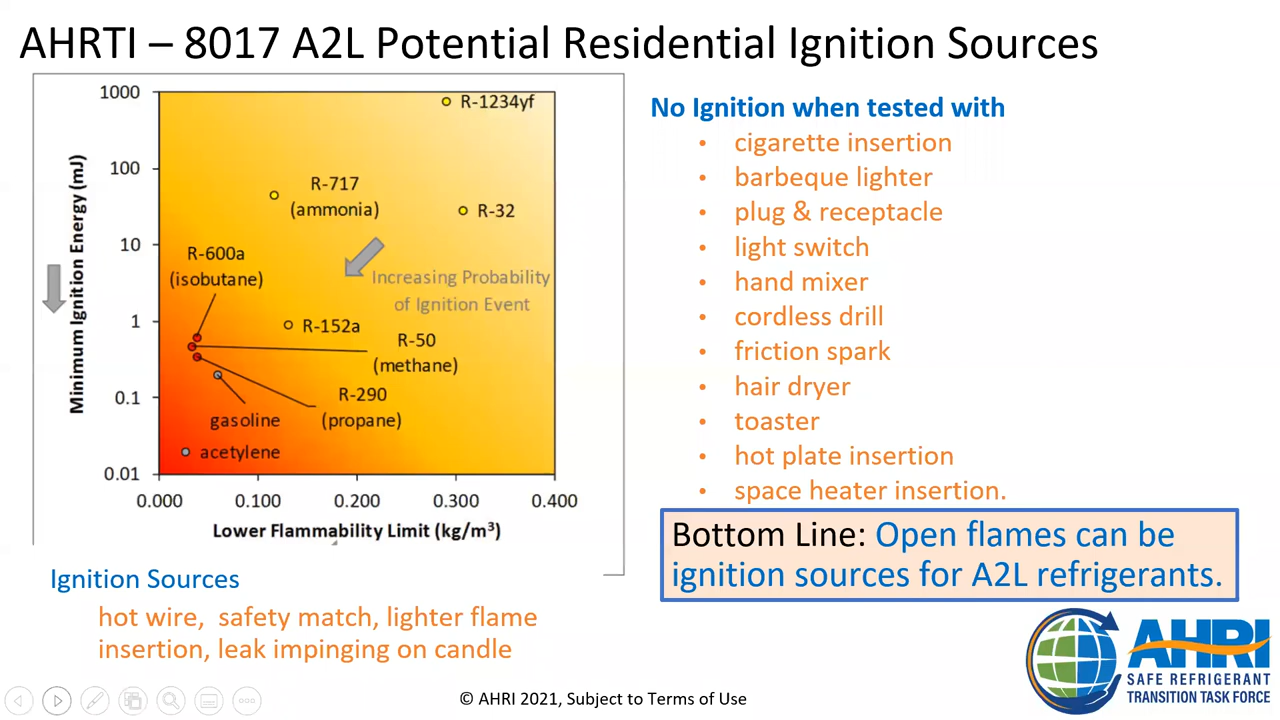 AHRTI – 8017 A2L Potential Residential Ignition Sources
1000
100
10
1
0.1
0.01
Minimum Ignition Energy (mJ)
R-1234yf
R-717
(ammonia)
R-32
R-600a
(isobutane)
Increasing Probability
of Ignition Event
R-152a
R-50
(methane)
R-290
(propane)
gasoline
acetylene
0.000 0.100 0.200 0.300 0.400
Lower Flammability Limit (kg/m³)
Ignition Sources
hot wire, safety match, lighter flame
insertion, leak impinging on candle
No Ignition when tested with
• cigarette insertion
• barbeque lighter
• plug & receptacle
• light switch
• hand mixer
• cordless drill
• friction spark
• hair dryer
• toaster
• hot plate insertion
• space heater insertion.
Bottom Line: Open flames can be
ignition sources for A2L refrigerants.
AHRI
SAFE REFRIGERANT
TRANSITION TASK FORCE
© AHRI 2021, Subject to Terms of Use